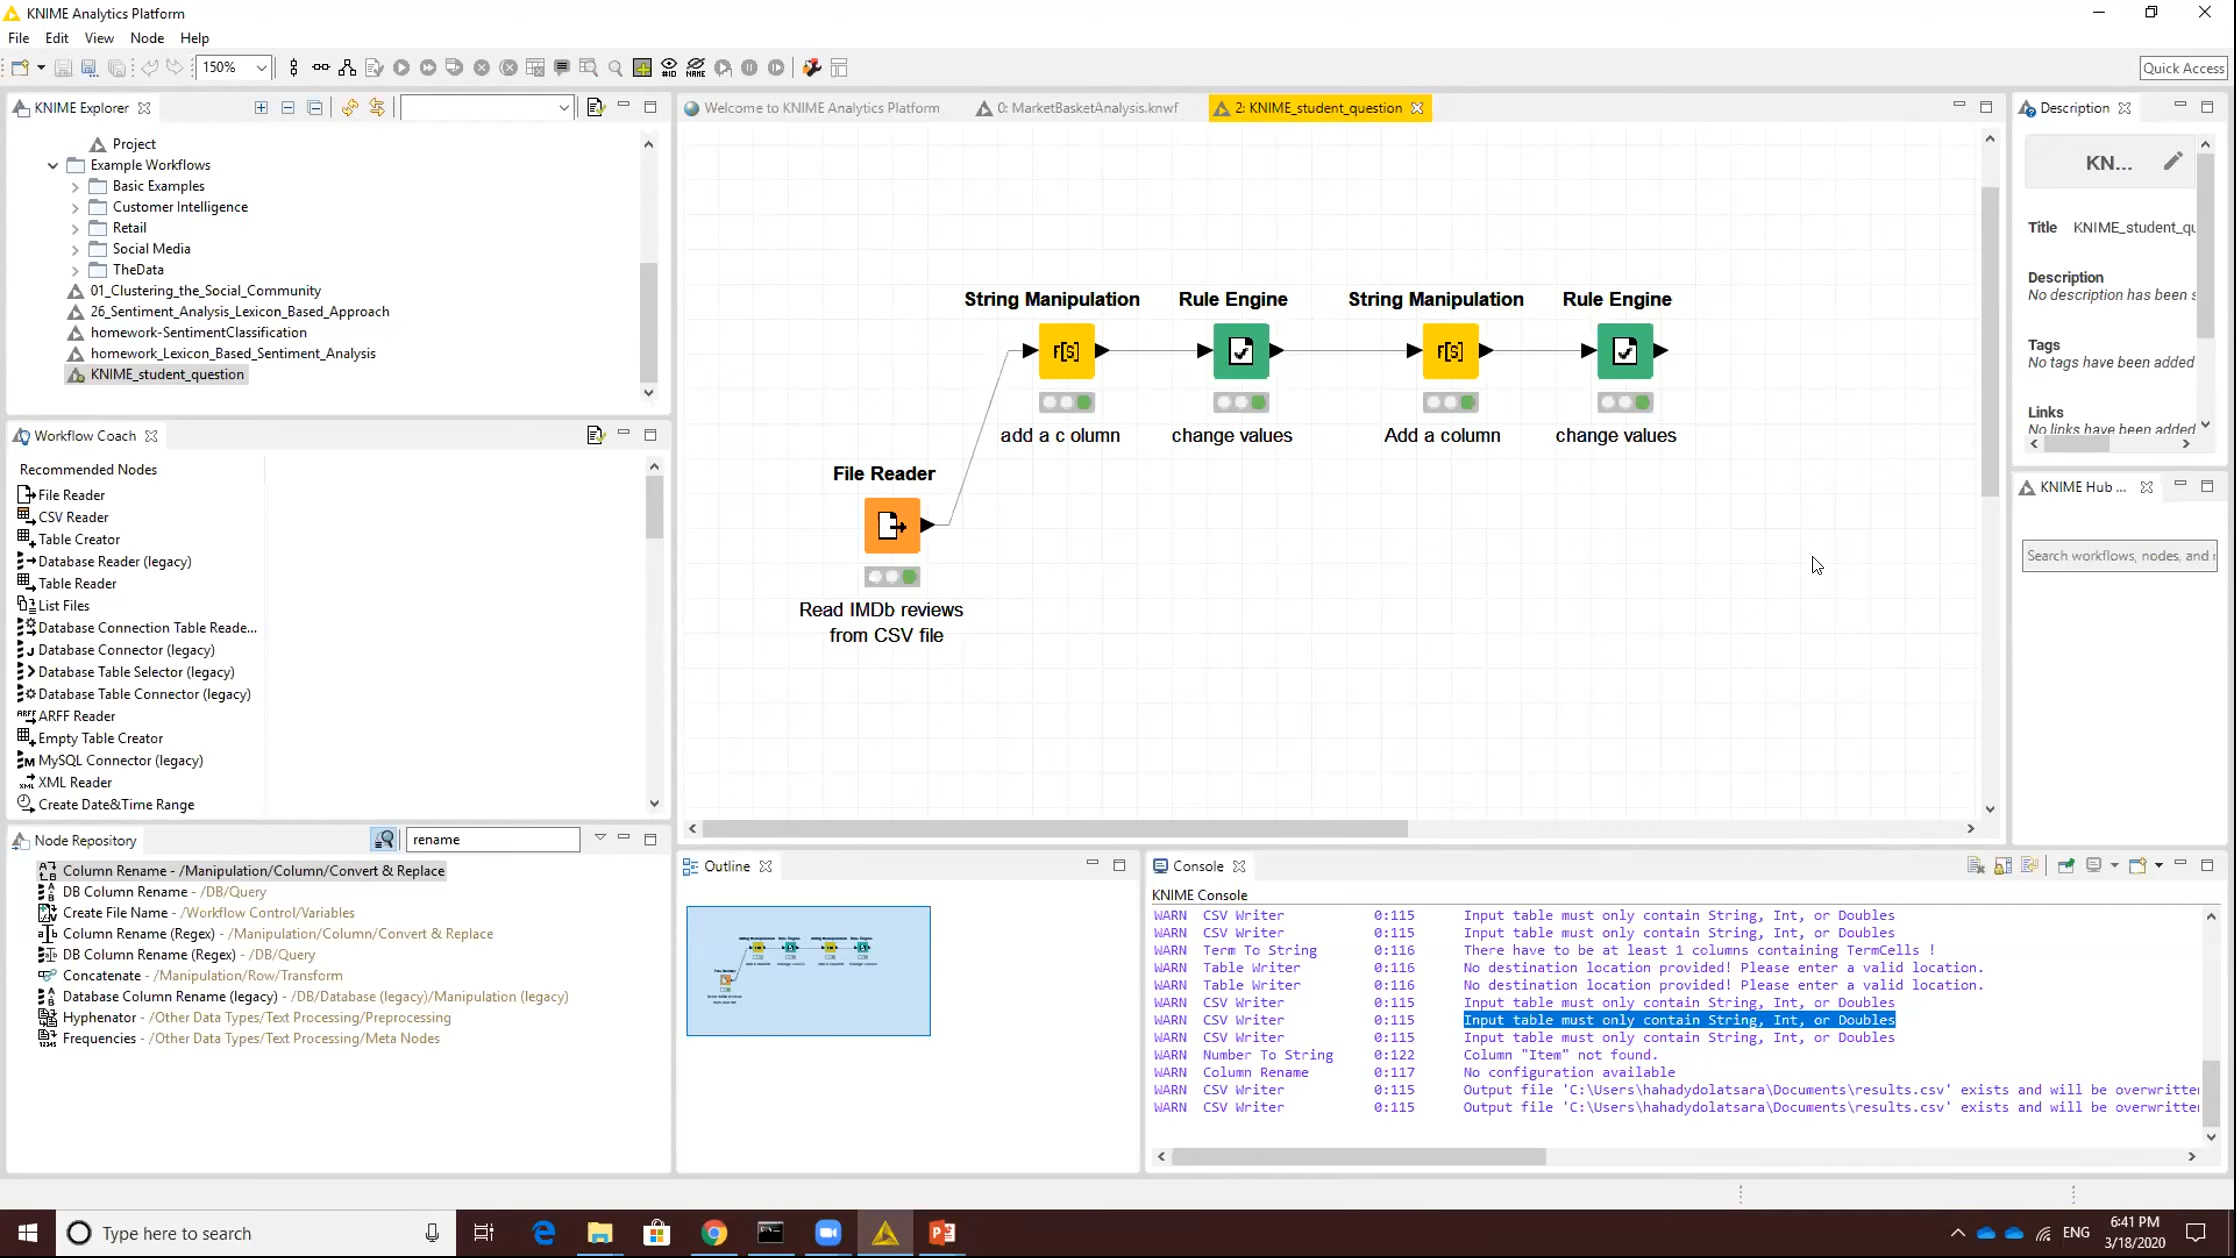 KNIME Analytics Platform
File Edit View Node Help
150%
Quick Access
KNIME Explorer
Project
Example Workflows
Basic Examples
Customer Intelligence
Retail
Social Media
TheData
01_Clustering_the_Social_Community
26_Sentiment_Analysis_Lexicon_Based_Approach
homework-SentimentClassification
homework_Lexicon_Based_Sentiment_Analysis
KNIME_student_question
Workflow Coach
Recommended Nodes
File Reader
CSV Reader
Table Creator
Database Reader (legacy)
Table Reader
List Files
Database Connection Table Reade...
Database Connector (legacy)
Database Table Selector (legacy)
Database Table Connector (legacy)
ARFF Reader
Empty Table Creator
MySQL Connector (legacy)
XML Reader
Create Date&Time Range
Node Repository
rename
Column Rename - /Manipulation/Column/Convert & Replace
DB Column Rename - /DB/Query
Create File Name - /Workflow Control/Variables
Column Rename (Regex) - /Manipulation/Column/Convert & Replace
DB Column Rename (Regex) - /DB/Query
Concatenate - /Manipulation/Row/Transform
Database Column Rename (legacy) - /DB/Database (legacy)/Manipulation (legacy)
Hyphenator - /Other Data Types/Text Processing/Preprocessing
Frequencies - /Other Data Types/Text Processing/Meta Nodes
Welcome to KNIME Analytics Platform 0: MarketBasketAnalysis.knwf 2: KNIME_student_question
String Manipulation Rule Engine String Manipulation Rule Engine
add a c olumn change values Add a column change values
File Reader
Read IMDb reviews
from CSV file
Outline
Console
KNIME Console
WARN CSV Writer 0:115 Input table must only contain String, Int, or Doubles
WARN CSV Writer 0:115 Input table must only contain String, Int, or Doubles
WARN Term To String 0:116 There have to be at least 1 columns containing TermCells !
WARN Table Writer 0:116 No destination location provided! Please enter a valid location.
WARN Table Writer 0:115 No destination location provided! Please enter a valid location.
WARN CSV Writer 0:115 Input table must only contain String, Int, or Doubles
WARN CSV Writer 0:115 Input table must only contain String, Int, or Doubles
WARN CSV Writer 0:115 Input table must only contain String, Int, or Doubles
WARN Number To String 0:122 Column "Item" not found.
WARN Column Rename 0:117 No configuration available
WARN CSV Writer 0:115 Output file 'C:\Users\hahadydolatsara\Documents\results.csv' exists and will be overwritte
WARN CSV Writer 0:115 Output file 'C:\Users\hahadydolatsara\Documents\results.csv' exists and will be overwritte
Description
KN...
Title KNIME_student_qu
Description
No description has been s
Tags
No tags have been added
Links
No links have been added
KNIME Hub ...
Search workflows, nodes, and
Type here to search
ENG
6:41 PM
3/18/2020